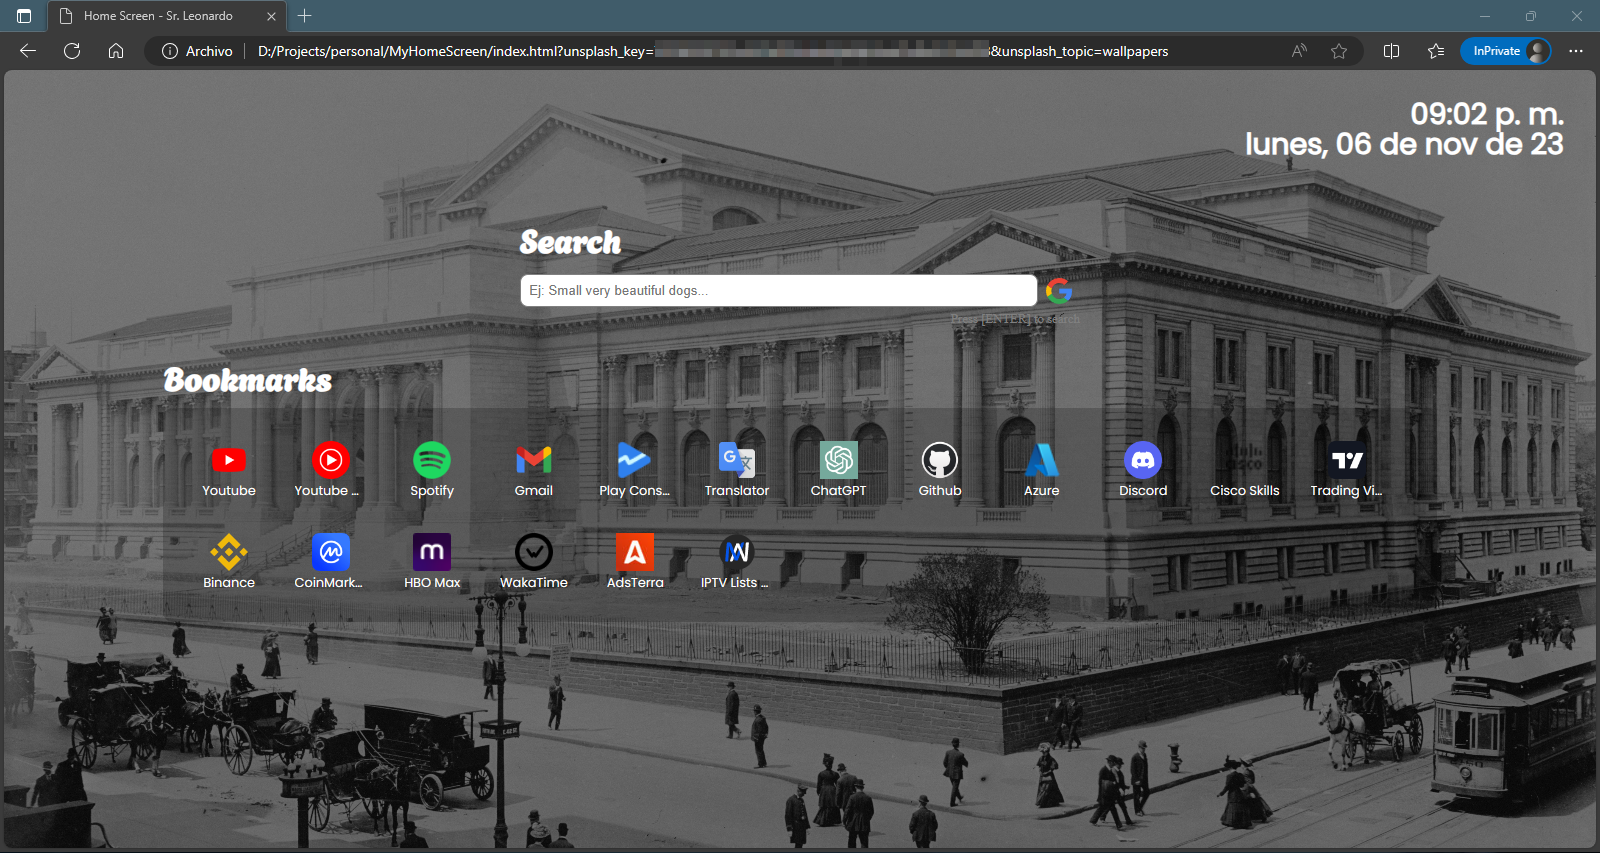 Home Screen - Sr. Leonardo
Archivo
D:/Projects/personal/MyHomeScreen/index.html?unsplash_key=
&unsplash_topic=wallpapers
InPrivate
09:02 p. m.
lunes, 06 de nov de 23
Search
Ej: Small very beautiful dogs...
Press [ENTER] to search
Bookmarks
Youtube
Youtube ...
Spotify
Gmail
Play Cons...
Translator
ChatGPT
Github
Azure
Discord
Cisco Skills
Trading Vi...
Binance
CoinMark...
HBO Max
WakaTime
AdsTerra
IPTV Lists ...